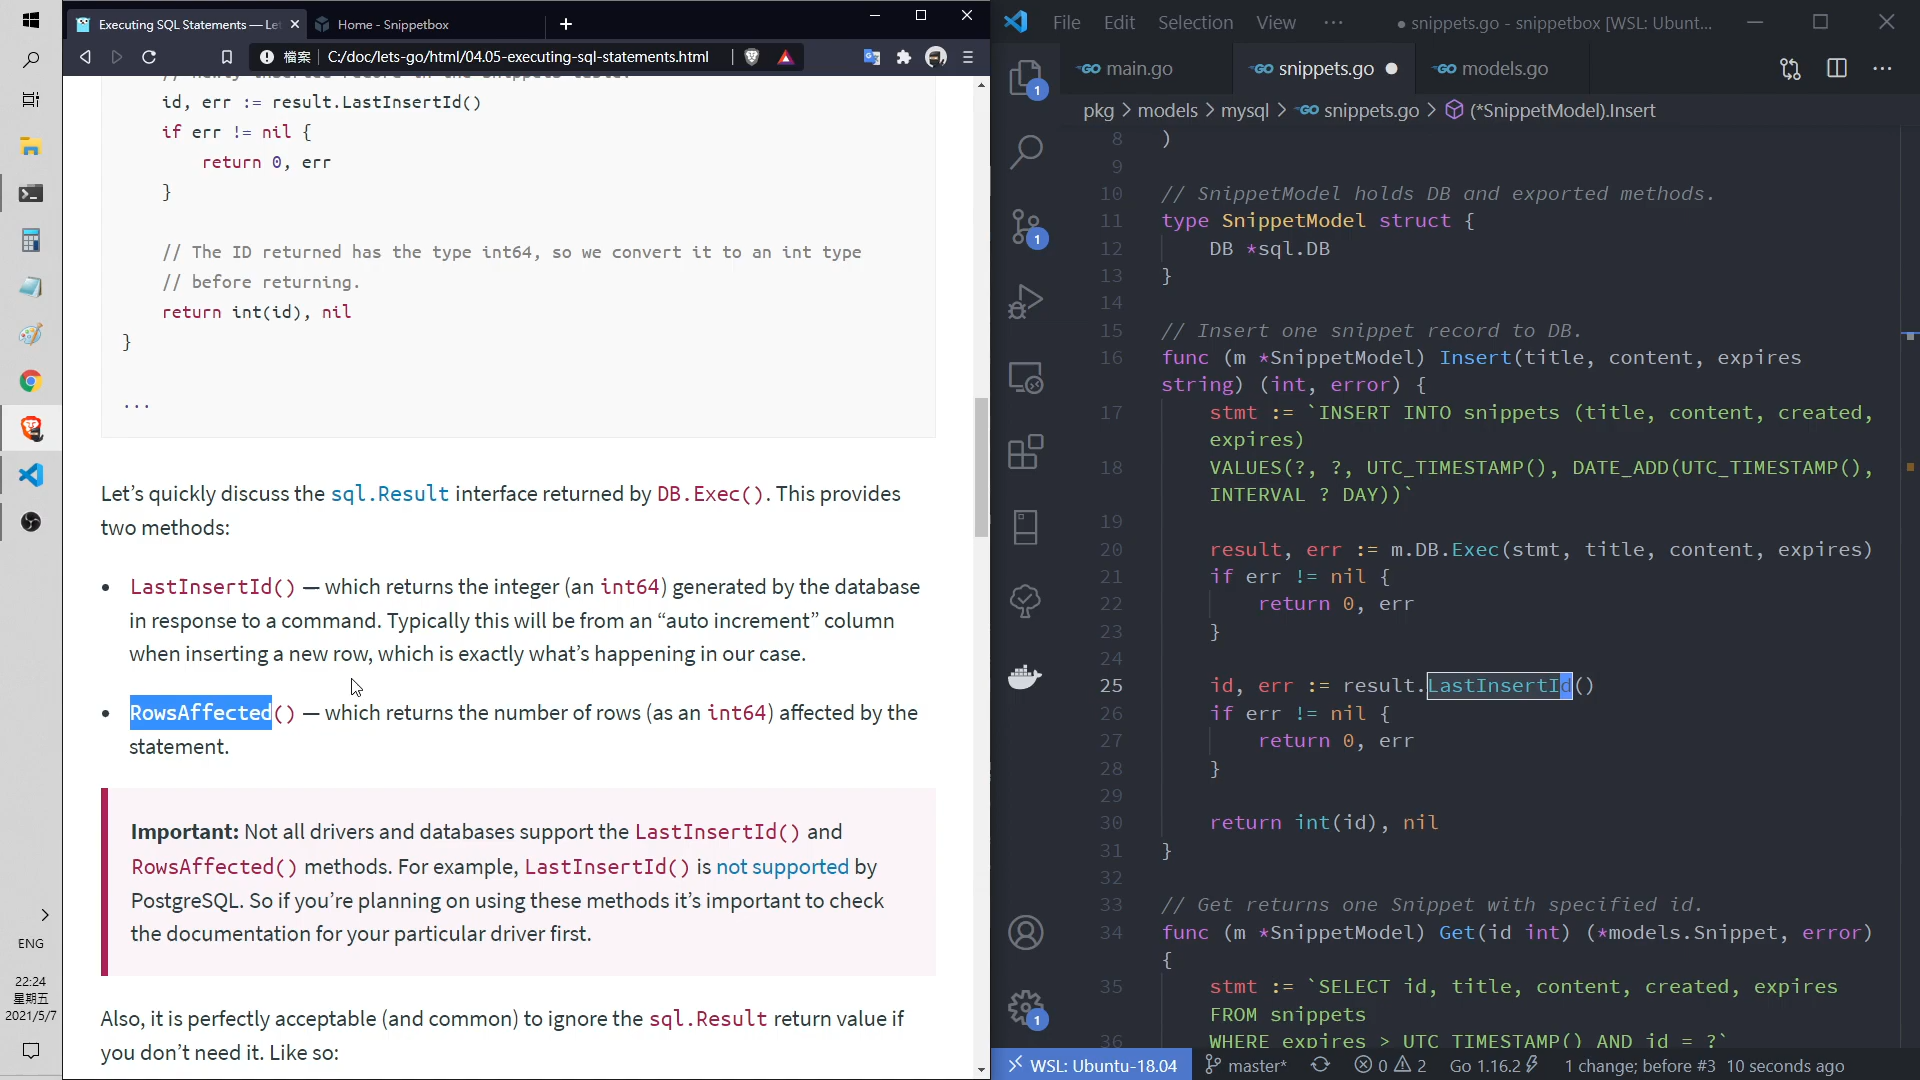 Executing SQL Statements — Let
Home - Snippetbox
檔案
C:/doc/lets-go/html/04.05-executing-sql-statements.html
id, err := result.LastInsertId()
if err != nil {
return 0, err
}
// The ID returned has the type int64, so we convert it to an int type
// before returning.
return int(id), nil
}
...
Let’s quickly discuss the sql.Result interface returned by DB.Exec(). This provides
two methods:
• LastInsertId() — which returns the integer (an int64) generated by the database
in response to a command. Typically this will be from an “auto increment” column
when inserting a new row, which is exactly what’s happening in our case.
• RowsAffected() — which returns the number of rows (as an int64) affected by the
statement.
Important: Not all drivers and databases support the LastInsertId() and
RowsAffected() methods. For example, LastInsertId() is not supported by
PostgreSQL. So if you’re planning on using these methods it’s important to check
the documentation for your particular driver first.
Also, it is perfectly acceptable (and common) to ignore the sql.Result return value if
you don’t need it. Like so:
ENG
22:24
星期五
2021/5/7
File Edit Selection View ···
● snippets.go - snippetbox [WSL: Ubunt...
GO main.go
GO snippets.go ●
GO models.go
pkg > models > mysql > GO snippets.go > (*SnippetModel).Insert
1
1
1
8 )
9
10 // SnippetModel holds DB and exported methods.
11 type SnippetModel struct {
12 DB *sql.DB
13 }
14
15 // Insert one snippet record to DB.
16 func (m *SnippetModel) Insert(title, content, expires
string) (int, error) {
17 stmt := `INSERT INTO snippets (title, content, created,
expires)
18 VALUES(?, ?, UTC_TIMESTAMP(), DATE_ADD(UTC_TIMESTAMP(),
INTERVAL ? DAY))`
19
20 result, err := m.DB.Exec(stmt, title, content, expires)
21 if err != nil {
22 return 0, err
23 }
24
25 id, err := result.LastInsertId()
26 if err != nil {
27 return 0, err
28 }
29
30 return int(id), nil
31 }
32
33 // Get returns one Snippet with specified id.
34 func (m *SnippetModel) Get(id int) (*models.Snippet, error)
{
35 stmt := `SELECT id, title, content, created, expires
FROM snippets
36 WHERE expires > UTC_TIMESTAMP() AND id = ?`
WSL: Ubuntu-18.04
master*
0 2
Go 1.16.2
1 change; before #3 10 seconds ago